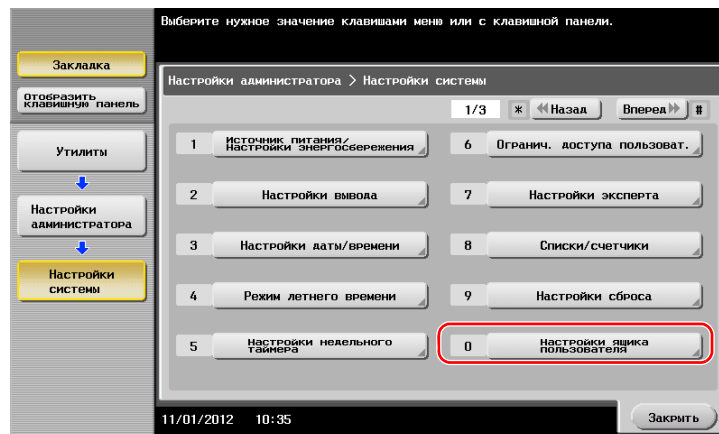 Выберите нужное значение клавишами меню или с клавишной панели.
Закладка
Отобразить
клавишную панель
Утилиты
Настройки
администратора
Настройки
системы
Настройки администратора > Настройки системы
1/3 * Назад Вперед #
1 Источник питания/
Настройки энергосбережения
6 Огранич. доступа пользоват.
2 Настройки вывода
7 Настройки эксперта
3 Настройки даты/времени
8 Списки/счетчики
4 Режим летнего времени
9 Настройки сброса
5 Настройки недельного
таймера
0 Настройки ящика
пользователя
11/01/2012 10:35
Закрыть